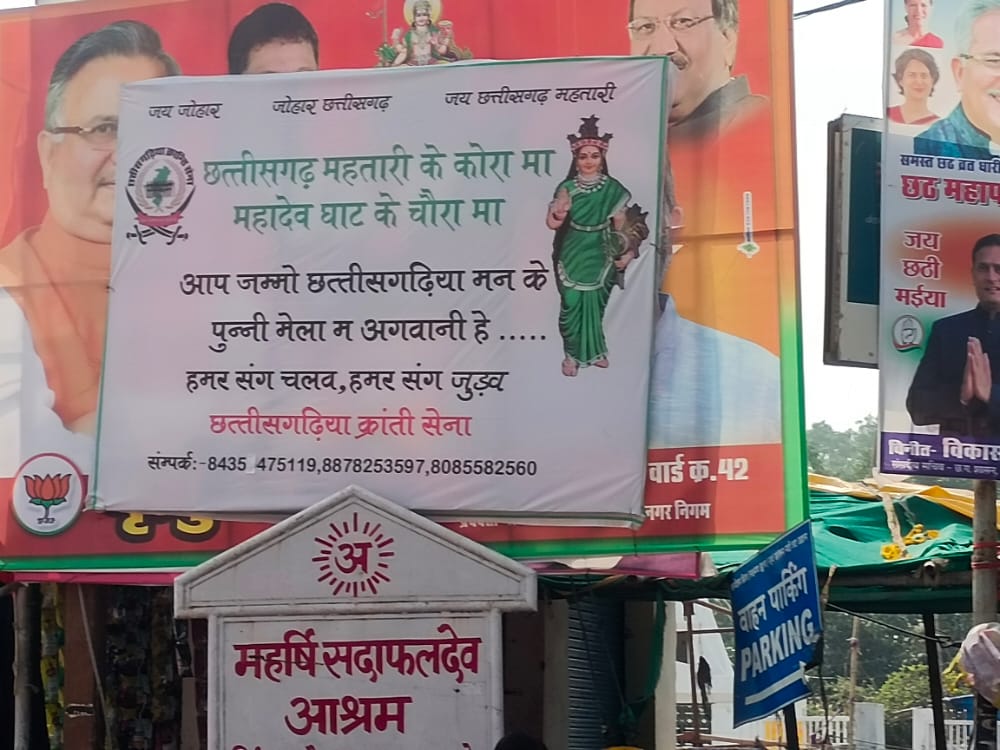 जय जोहार जोहार छत्तीसगढ़ जय छत्तीसगढ़ महतारी
छत्तीसगढ़ महतारी के कोरा मा
महादेव घाट के चौरा मा
आप जम्मो छत्तीसगढ़िया मन के
पुन्नी मेला म अगवानी हे .....
हमर संग चलव,हमर संग जुड़व
छत्तीसगढ़िया क्रांती सेना
संम्पर्क:-8435 475119,8878253597,8085582560
वार्ड क्र.42
नगर निगम
अ
महर्षि सदाफलदेव
आश्रम
वाहन पार्किंग
PARKING
समस्त छठ व्रत धारी
छठ महाप
जय
छठी
मईया
विनीत- विकास